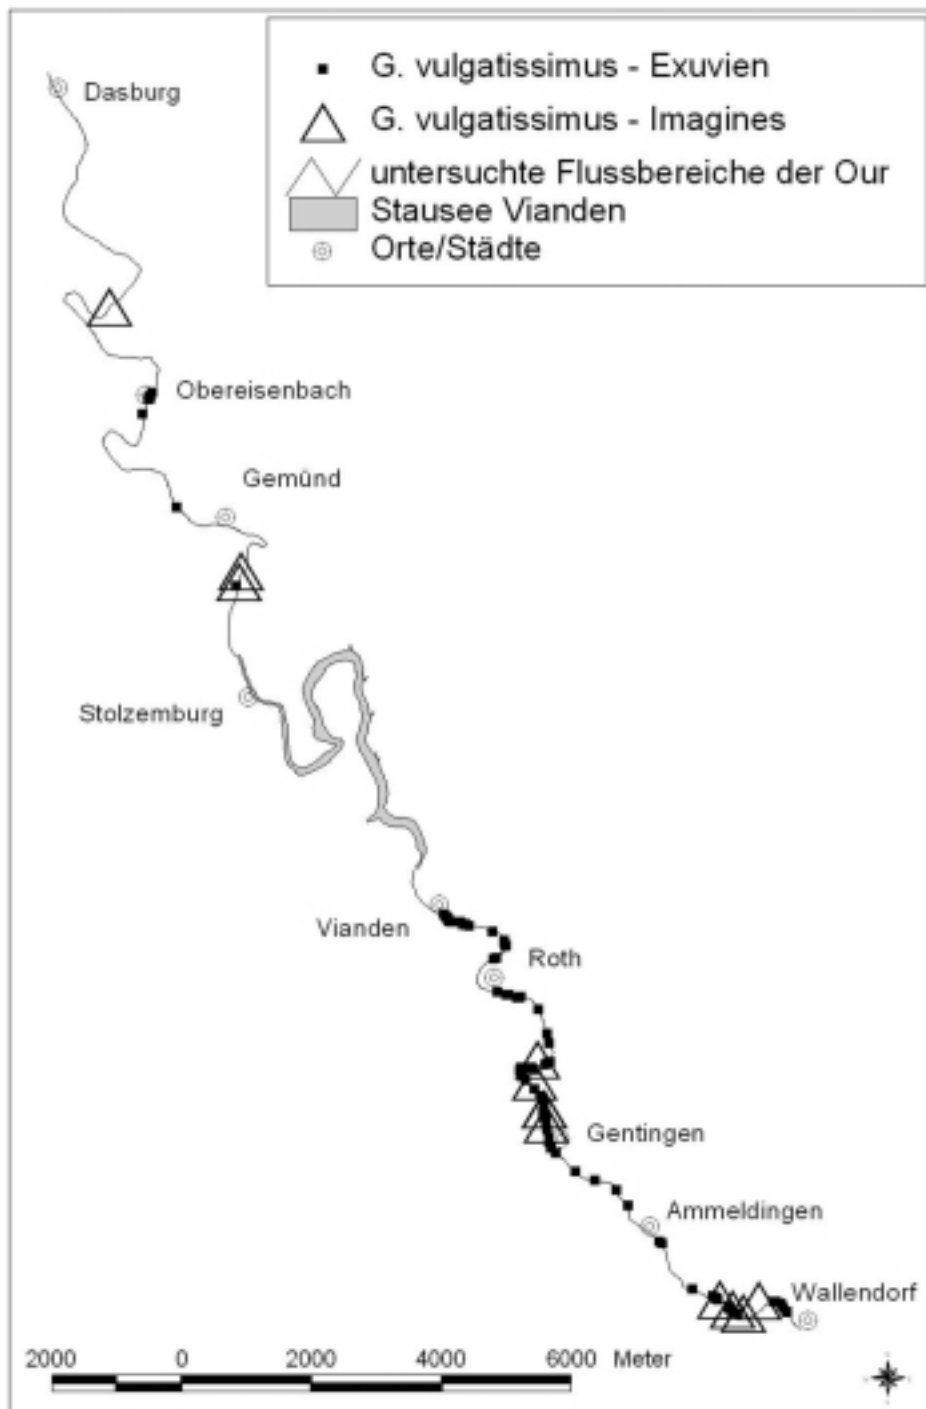 G. vulgatissimus - Exuvien
G. vulgatissimus - Imagines
untersuchte Flussbereiche der Our
Stausee Vianden
Orte/Städte
Dasburg
Obereisenbach
Gemünd
Stolzemburg
Vianden
Roth
Gentingen
Ammeldingen
Wallendorf
2000 0 2000 4000 6000 Meter